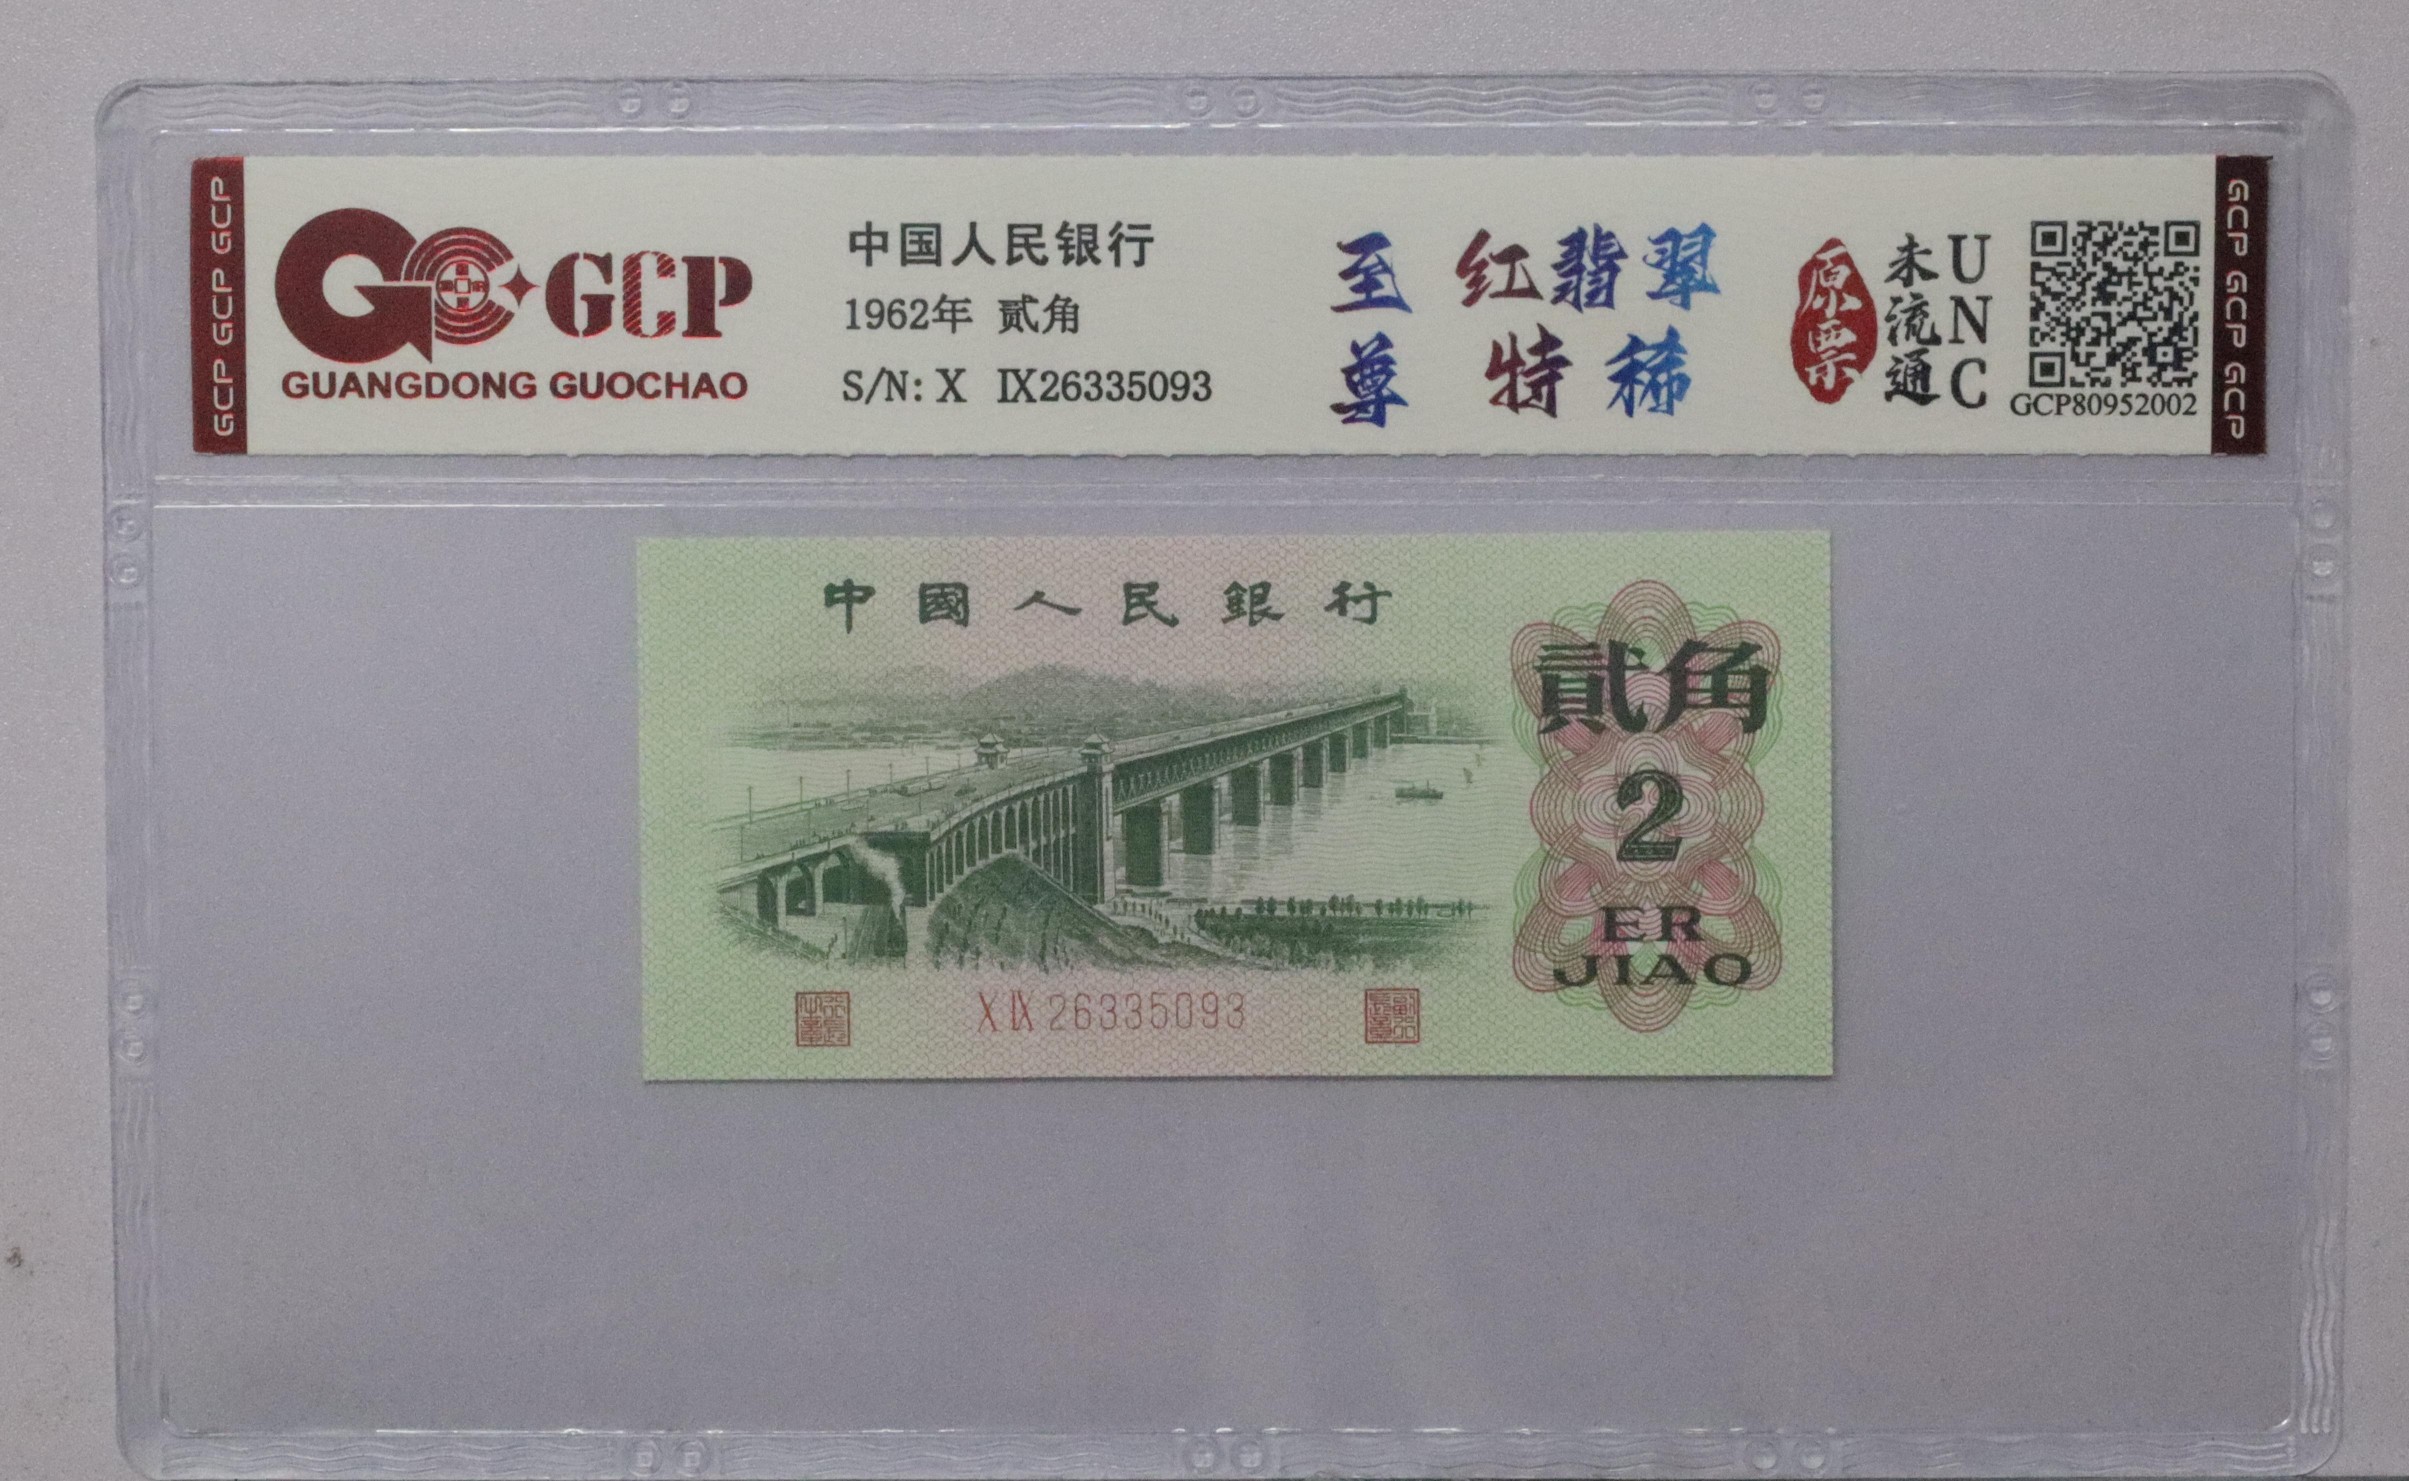 GCP GCP GCP
GCP
GUANGDONG GUOCHAO
中国人民银行
1962年 贰角
S/N: X IX26335093
至尊
红翡翠
特稀
原票
未流通
UNC
GCP80952002
GCP GCP GCP
中國人民銀行
貳角
2
ER
JIAO
X IX 26335093